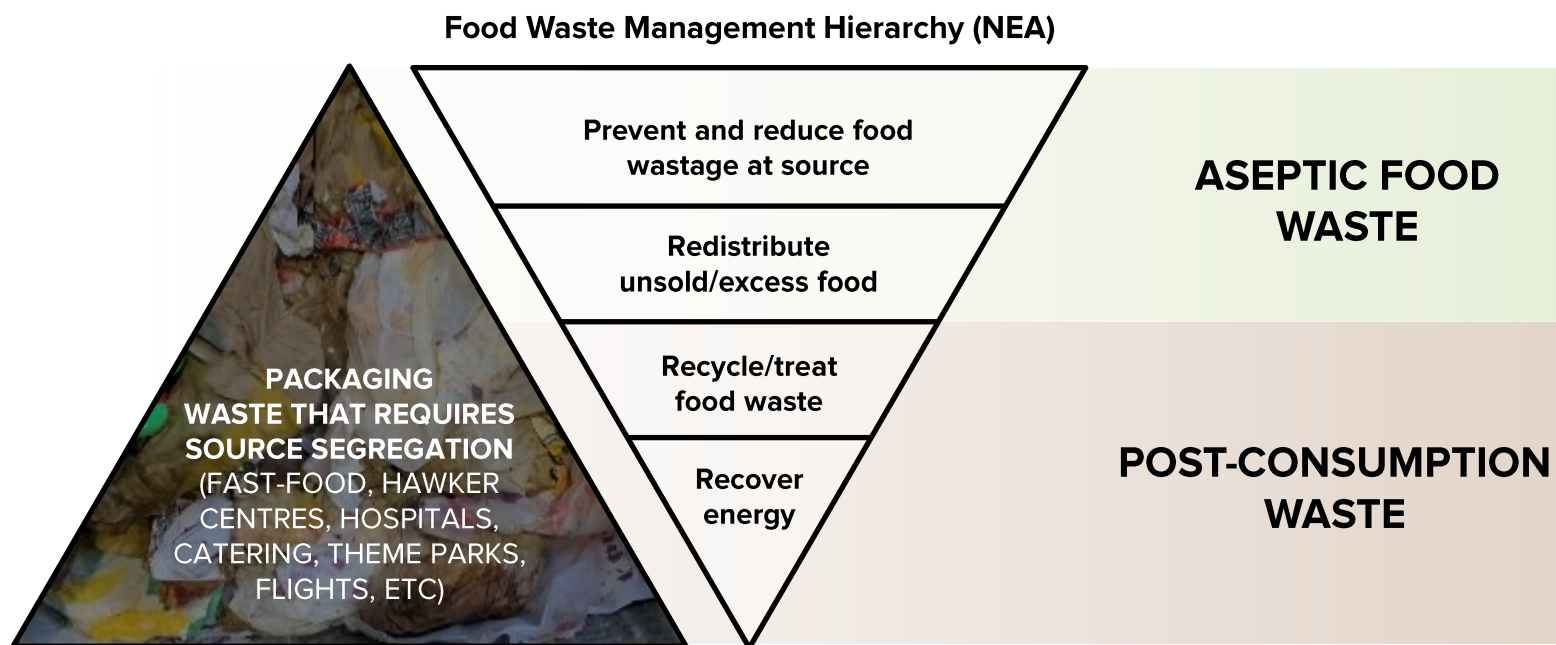 Food Waste Management Hierarchy (NEA)
Prevent and reduce food
wastage at source
Redistribute
unsold/excess food
Recycle/treat
food waste
Recover
energy
ASEPTIC FOOD
WASTE
POST-CONSUMPTION
WASTE
PACKAGING
WASTE THAT REQUIRES
SOURCE SEGREGATION
(FAST-FOOD, HAWKER
CENTRES, HOSPITALS,
CATERING, THEME PARKS,
FLIGHTS, ETC)